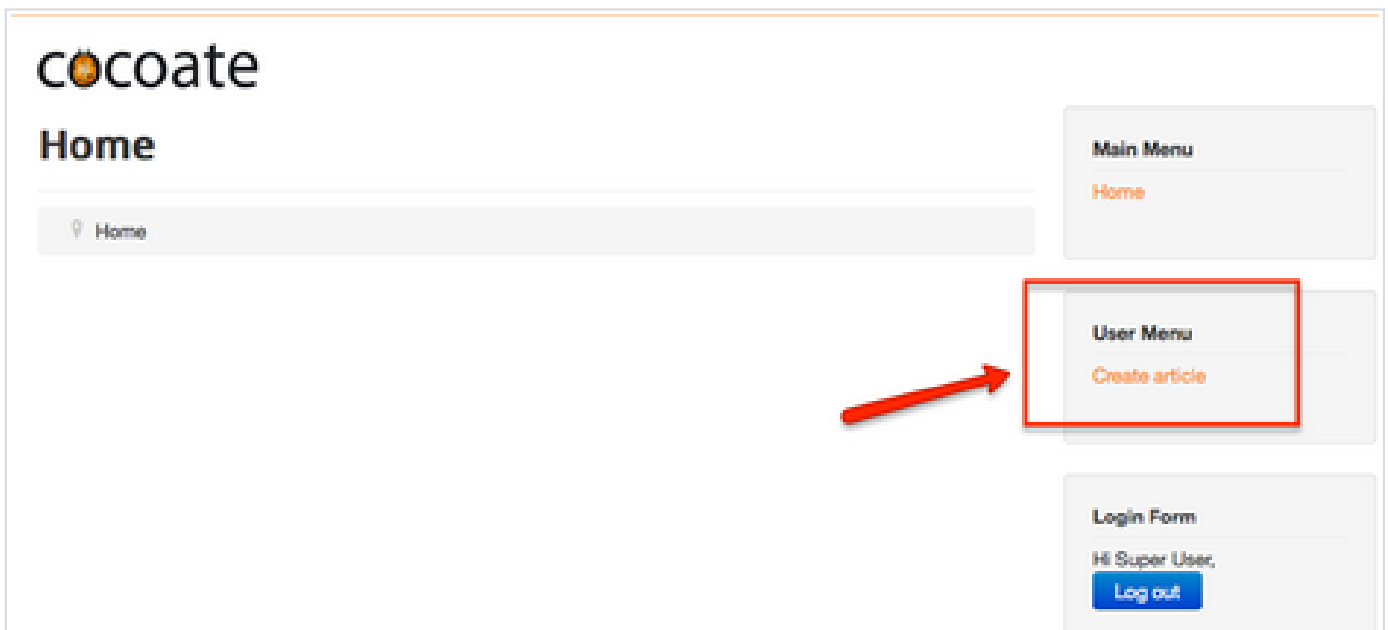 cocoate
Home
Home
Main Menu
Home
User Menu
Create article
Login Form
Hi Super User,
Log out